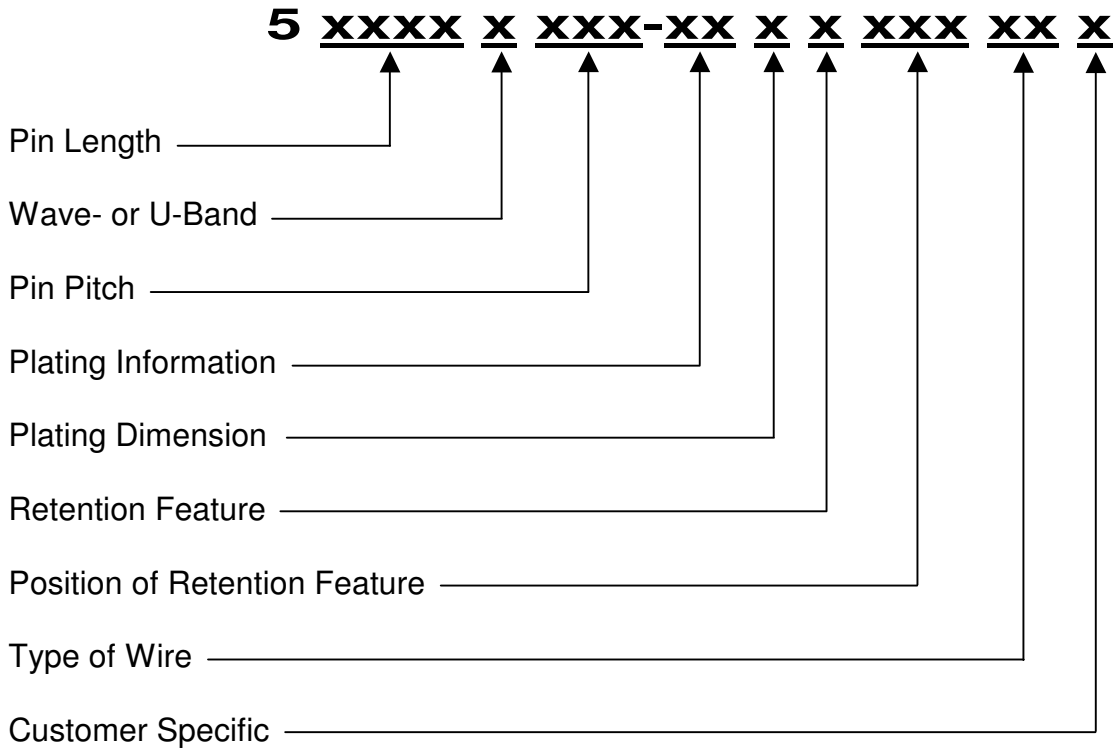 5 xxxx x xxx-xx x x xxx xx x
Pin Length
Wave- or U-Band
Pin Pitch
Plating Information
Plating Dimension
Retention Feature
Position of Retention Feature
Type of Wire
Customer Specific